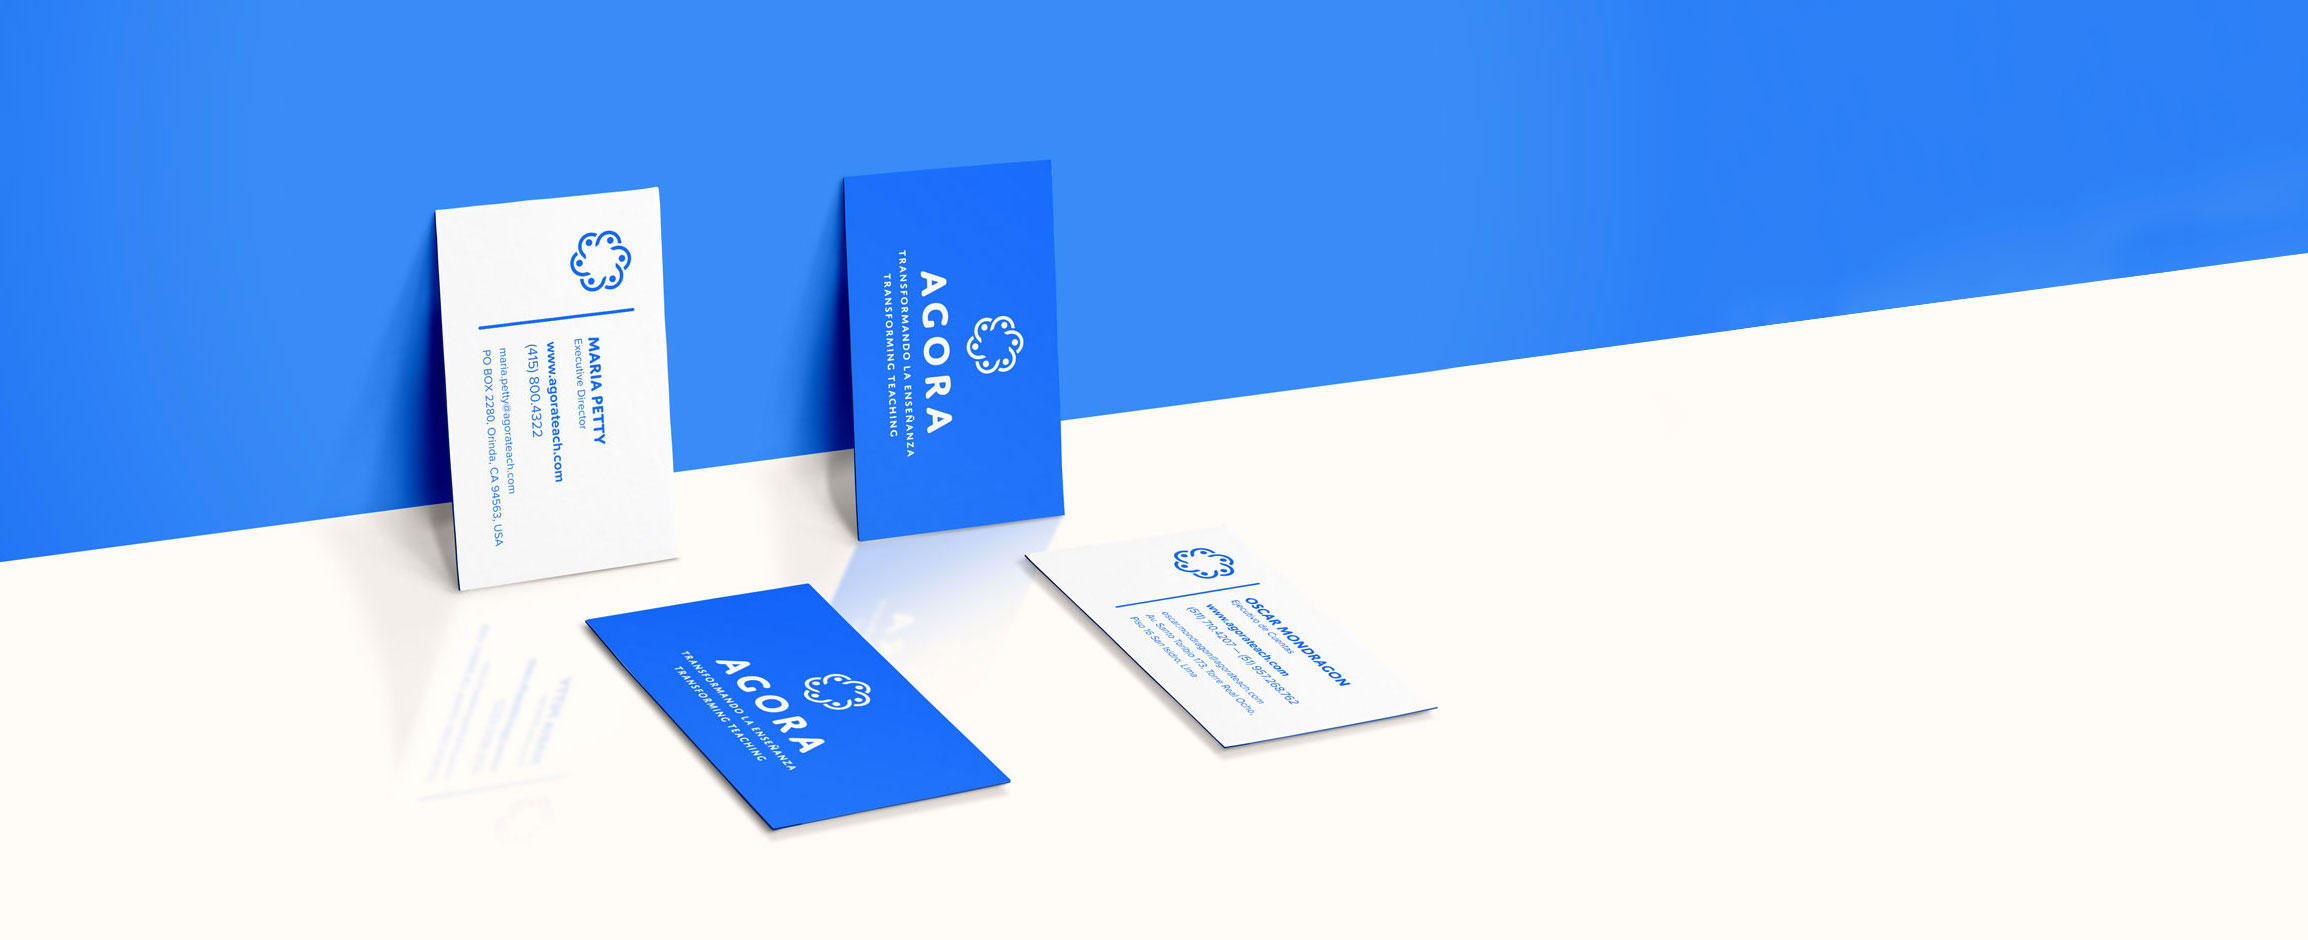 MARIA PETTY
Executive Director
www.agorateach.com
(415) 800.4322
maria.petty@agorateach.com
PO BOX 2280, Orinda, CA 94563, USA
AGORA
TRANSFORMANDO LA ENSEÑANZA
TRANSFORMING TEACHING
AGORA
TRANSFORMANDO LA ENSEÑANZA
TRANSFORMING TEACHING
OSCAR MONDRAGON
Ejecutivo de Cuentas
www.agorateach.com
(511) 710.4207 — (51) 957.268.762
oscar.mondragon@agorateach.com
Av. Santo Toribio 173, Torre Real Ocho,
Piso 16 San Isidro, Lima